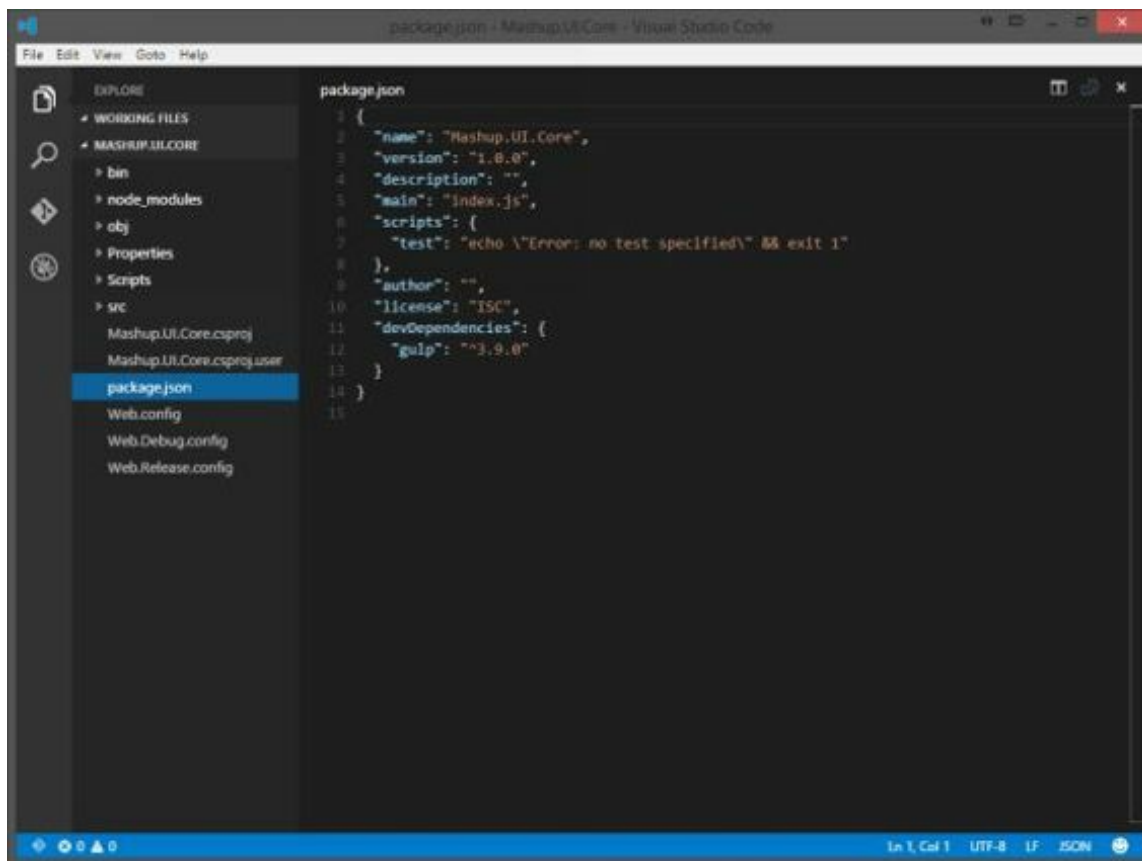 package.json - Mashup.UI.Core - Visual Studio Code
File Edit View Goto Help
EXPLORE
WORKING FILES
MASHUP.UI.CORE
bin
node_modules
obj
Properties
Scripts
src
Mashup.UI.Core.csproj
Mashup.UI.Core.csproj.user
package.json
Web.config
Web.Debug.config
Web.Release.config
package.json
1 {
2 "name": "Mashup.UI.Core",
3 "version": "1.0.0",
4 "description": "",
5 "main": "index.js",
6 "scripts": {
7 "test": "echo \"Error: no test specified\" && exit 1"
8 },
9 "author": "",
10 "license": "ISC",
11 "devDependencies": {
12 "gulp": "^3.9.0"
13 }
14 }
15
0 0
Ln 1, Col 1 UTF-8 LF JSON